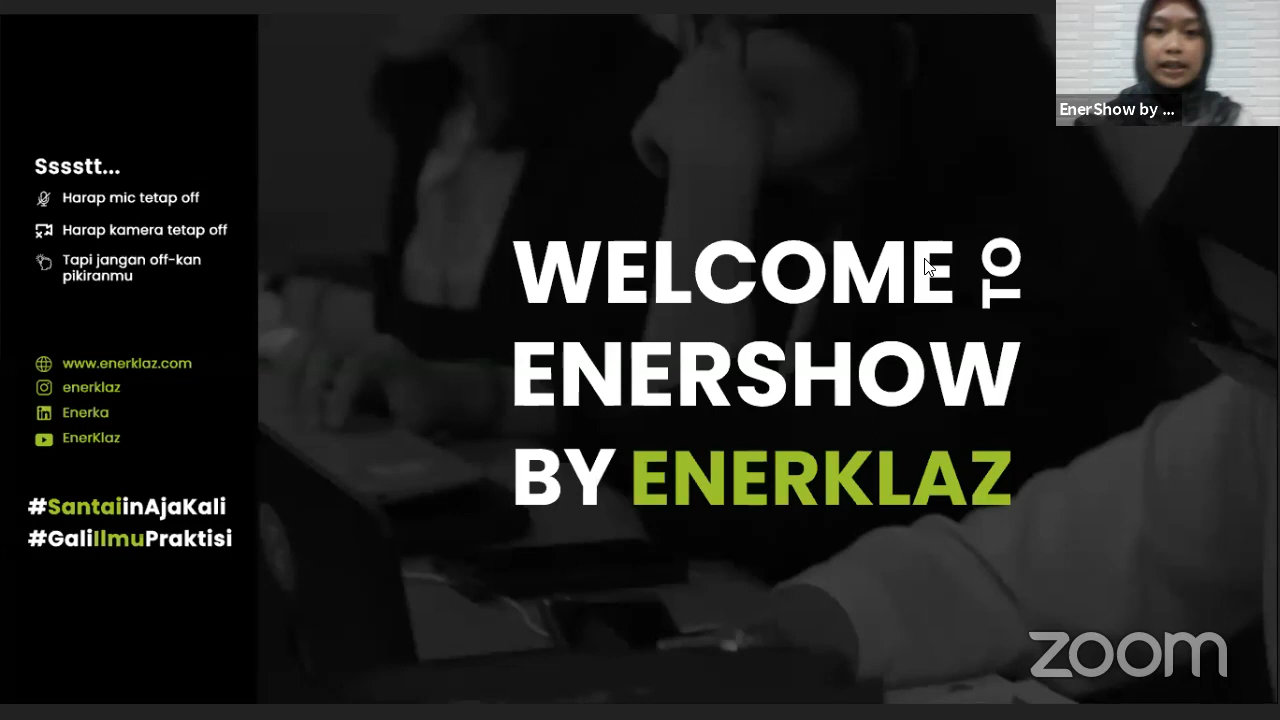 Sssstt...
Harap mic tetap off
Harap kamera tetap off
Tapi jangan off-kan
pikiranmu
www.enerklaz.com
enerklaz
Enerka
EnerKlaz
#SantaiinAjaKali
#GaliIlmuPraktisi
WELCOME TO
ENERSHOW
BY ENERKLAZ
EnerShow by ...
zoom